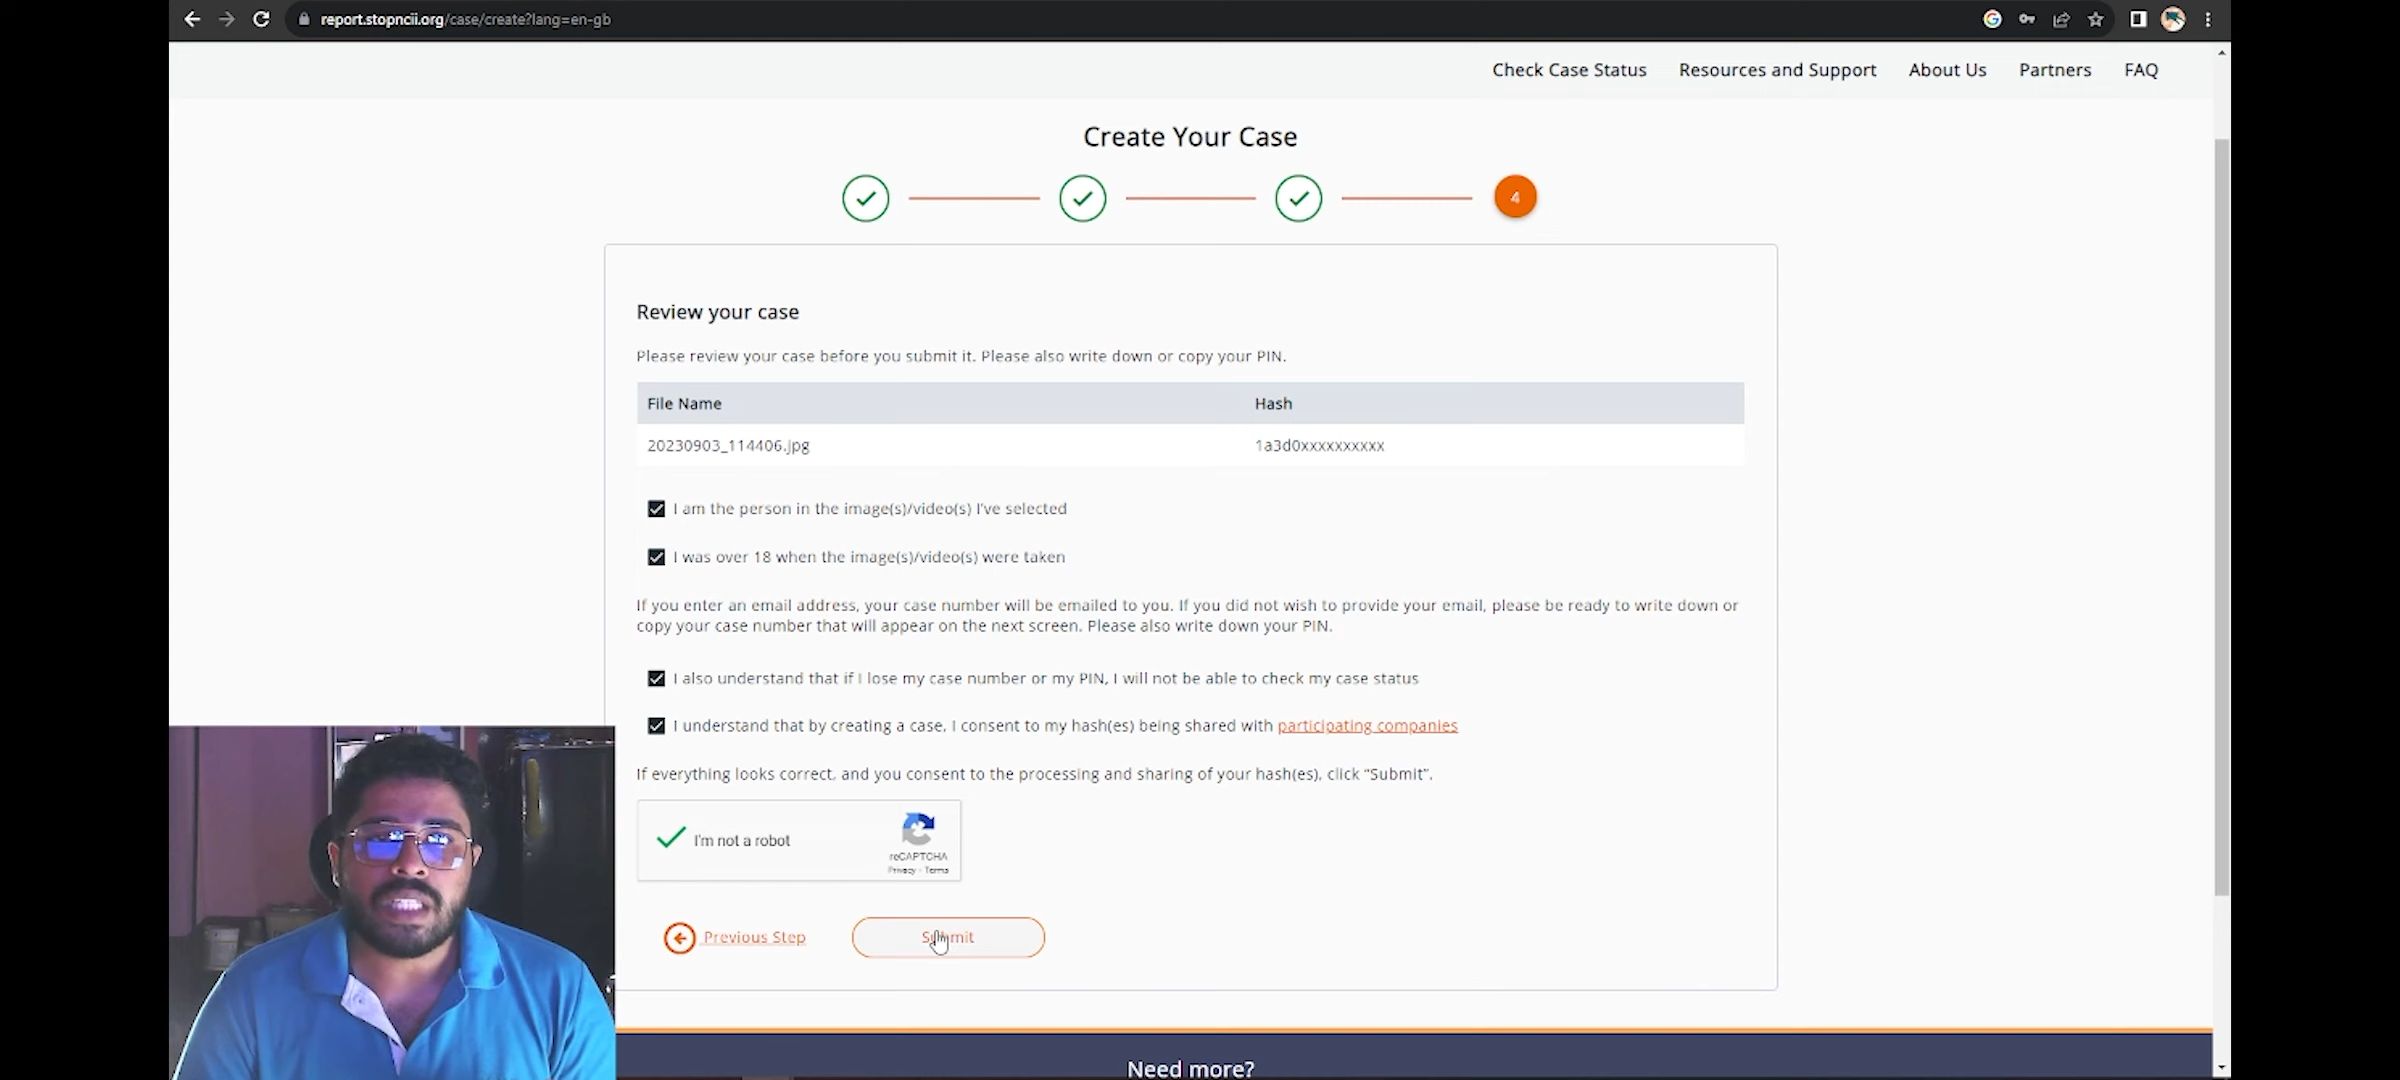 report.stopncii.org/case/create?lang=en-gb
Check Case Status Resources and Support About Us Partners FAQ
Create Your Case
4
Review your case
Please review your case before you submit it. Please also write down or copy your PIN.
File Name Hash
20230903_114406.jpg 1a3d0xxxxxxxxxx
I am the person in the image(s)/video(s) I've selected
I was over 18 when the image(s)/video(s) were taken
If you enter an email address, your case number will be emailed to you. If you did not wish to provide your email, please be ready to write down or
copy your case number that will appear on the next screen. Please also write down your PIN.
I also understand that if I lose my case number or my PIN, I will not be able to check my case status
I understand that by creating a case, I consent to my hash(es) being shared with participating companies
If everything looks correct, and you consent to the processing and sharing of your hash(es), click “Submit”.
I'm not a robot
reCAPTCHA
Privacy - Terms
Previous Step Submit
Need more?